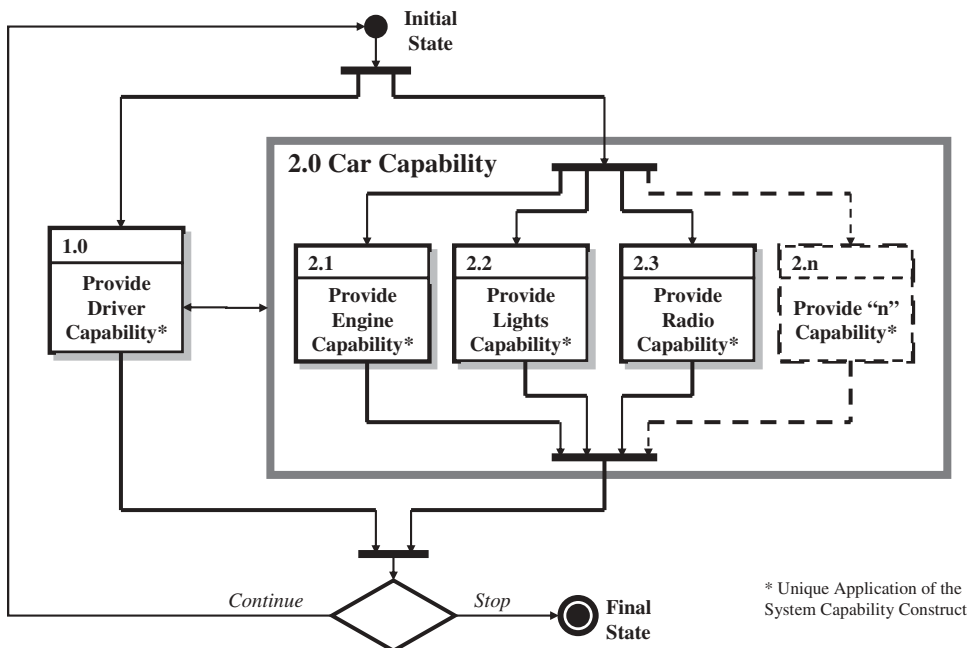 Initial
State
2.0 Car Capability
1.0
Provide
Driver
Capability*
2.1
Provide
Engine
Capability*
2.2
Provide
Lights
Capability*
2.3
Provide
Radio
Capability*
2.n
Provide “n”
Capability*
Continue
Stop
Final
State
* Unique Application of the
System Capability Construct